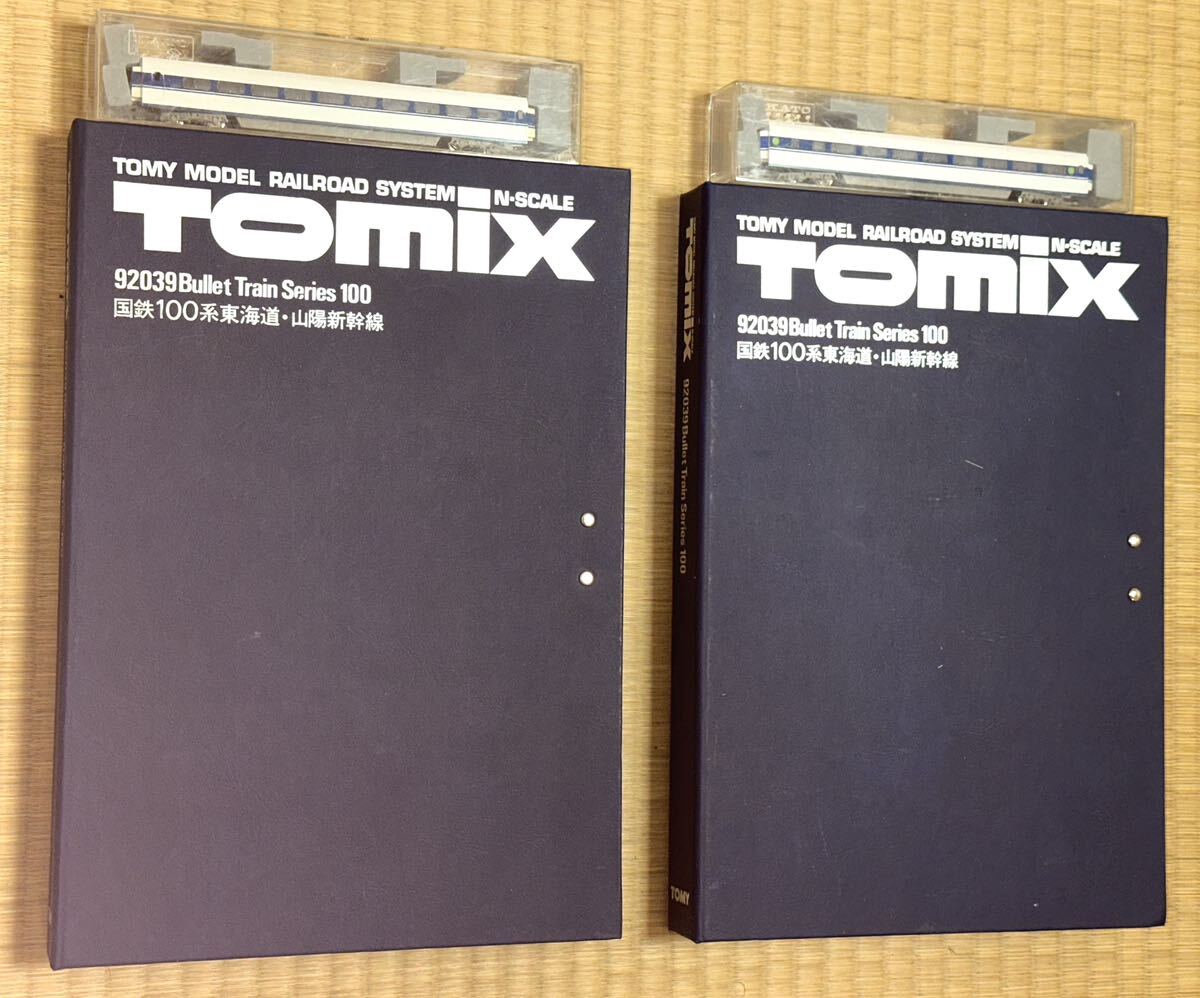 TOMY MODEL RAILROAD SYSTEM N-SCALE
TOMIX
92039 Bullet Train Series 100
国鉄100系東海道・山陽新幹線
KATO
TOMIX
92039 Bullet Train Series 100
TOMY
TOMY MODEL RAILROAD SYSTEM N-SCALE
TOMIX
92039 Bullet Train Series 100
国鉄100系東海道・山陽新幹線